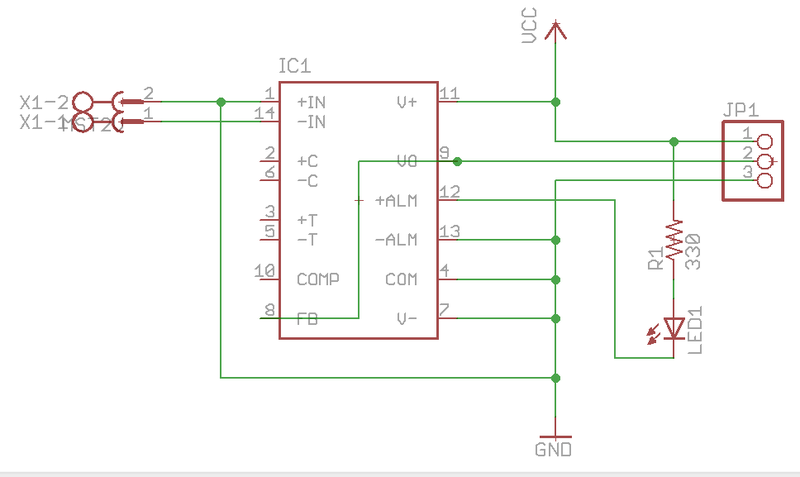 VCC
IC1
X1-2 2 1 +IN V+ 11
X1-1 1 14 -IN
JP1
1
2
3
2 +C VO 9
6 -C
+ALM 12
3 +T
5 -T -ALM 13
10 COMP COM 4
8 FB V- 7
R1 330
LED1
GND